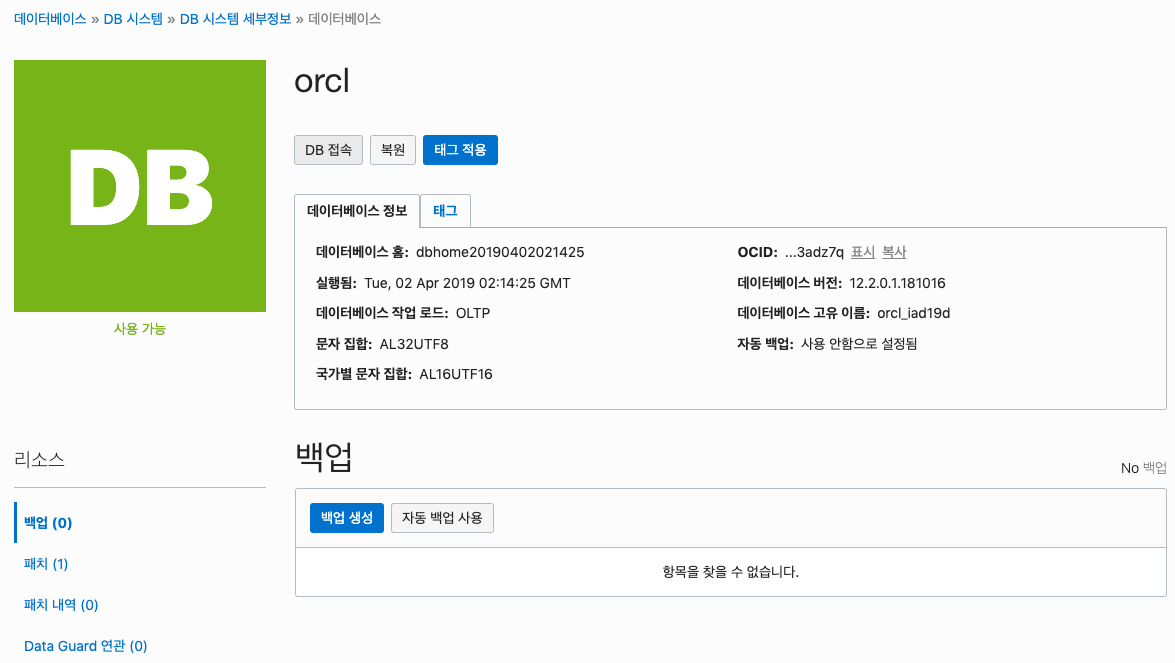 데이터베이스 » DB 시스템 » DB 시스템 세부정보 » 데이터베이스
DB
사용 가능
orcl
DB 접속 복원 태그 적용
데이터베이스 정보 태그
데이터베이스 홈: dbhome20190402021425
실행됨: Tue, 02 Apr 2019 02:14:25 GMT
데이터베이스 작업 로드: OLTP
문자 집합: AL32UTF8
국가별 문자 집합: AL16UTF16
OCID: ...3adz7q 표시 복사
데이터베이스 버전: 12.2.0.1.181016
데이터베이스 고유 이름: orcl_iad19d
자동 백업: 사용 안함으로 설정됨
리소스
백업 (0)
패치 (1)
패치 내역 (0)
Data Guard 연관 (0)
백업
No 백업
백업 생성 자동 백업 사용
항목을 찾을 수 없습니다.